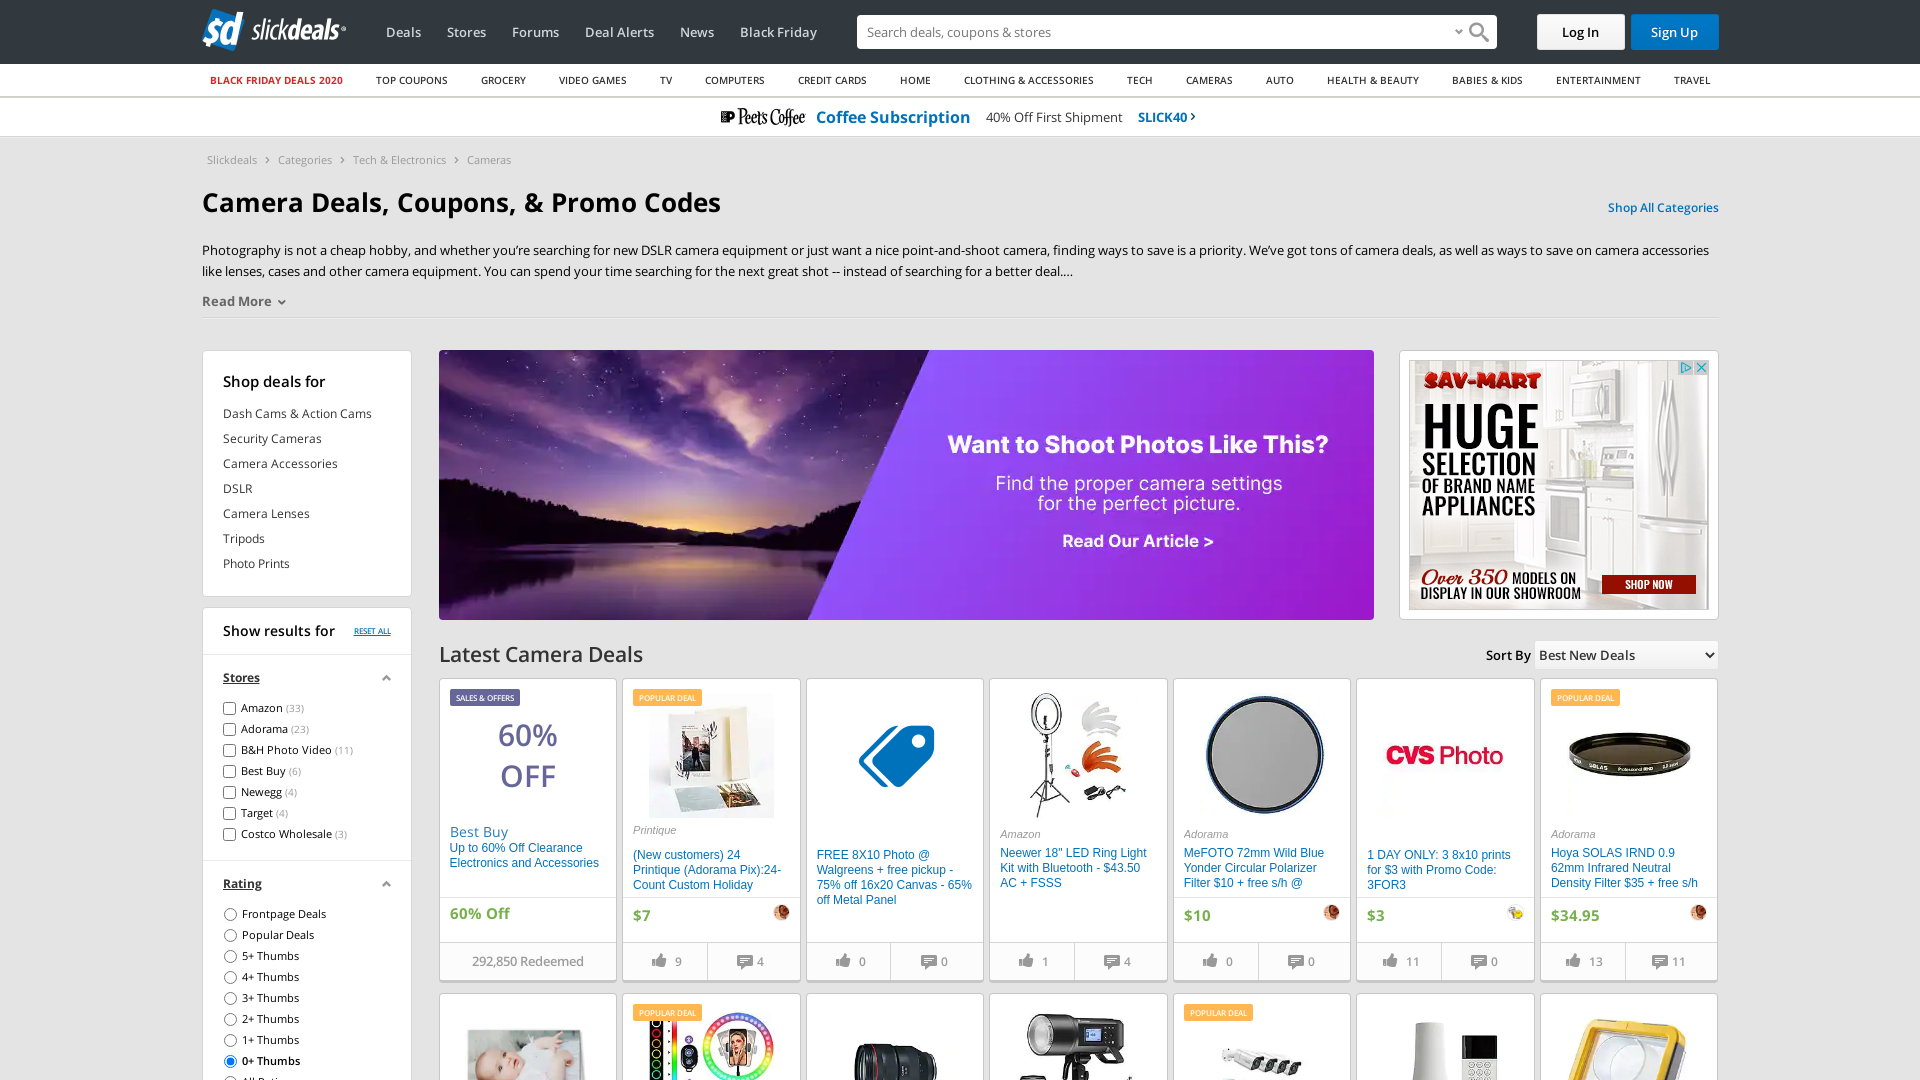 sd slickdeals
Deals
Stores
Forums
Deal Alerts
News
Black Friday
Search deals, coupons & stores
Log In
Sign Up
BLACK FRIDAY DEALS 2020
TOP COUPONS
GROCERY
VIDEO GAMES
TV
COMPUTERS
CREDIT CARDS
HOME
CLOTHING & ACCESSORIES
TECH
CAMERAS
AUTO
HEALTH & BEAUTY
BABIES & KIDS
ENTERTAINMENT
TRAVEL
Peet's Coffee Coffee Subscription 40% Off First Shipment SLICK40
Slickdeals > Categories > Tech & Electronics > Cameras
Camera Deals, Coupons, & Promo Codes
Shop All Categories
Photography is not a cheap hobby, and whether you’re searching for new DSLR camera equipment or just want a nice point-and-shoot camera, finding ways to save is a priority. We’ve got tons of camera deals, as well as ways to save on camera accessories
like lenses, cases and other camera equipment. You can spend your time searching for the next great shot -- instead of searching for a better deal.…
Read More
Shop deals for
Dash Cams & Action Cams
Security Cameras
Camera Accessories
DSLR
Camera Lenses
Tripods
Photo Prints
Want to Shoot Photos Like This?
Find the proper camera settings
for the perfect picture.
Read Our Article >
SAV-MART
HUGE
SELECTION
OF BRAND NAME
APPLIANCES
Over 350 MODELS ON
DISPLAY IN OUR SHOWROOM
SHOP NOW
Show results for
RESET ALL
Stores
Amazon (33)
Adorama (23)
B&H Photo Video (11)
Best Buy (6)
Newegg (4)
Target (4)
Costco Wholesale (3)
Rating
Frontpage Deals
Popular Deals
5+ Thumbs
4+ Thumbs
3+ Thumbs
2+ Thumbs
1+ Thumbs
0+ Thumbs
Latest Camera Deals
Sort By Best New Deals
SALES & OFFERS
60%
OFF
Best Buy
Up to 60% Off Clearance
Electronics and Accessories
60% Off
292,850 Redeemed
POPULAR DEAL
Printique
(New customers) 24
Printique (Adorama Pix):24-
Count Custom Holiday
$7
9
4
FREE 8X10 Photo @
Walgreens + free pickup -
75% off 16x20 Canvas - 65%
off Metal Panel
0
0
Amazon
Neewer 18" LED Ring Light
Kit with Bluetooth - $43.50
AC + FSSS
1
4
Adorama
MeFOTO 72mm Wild Blue
Yonder Circular Polarizer
Filter $10 + free s/h @
$10
0
0
CVS Photo
1 DAY ONLY: 3 8x10 prints
for $3 with Promo Code:
3FOR3
$3
11
0
POPULAR DEAL
Adorama
Hoya SOLAS IRND 0.9
62mm Infrared Neutral
Density Filter $35 + free s/h
$34.95
13
11
POPULAR DEAL
POPULAR DEAL